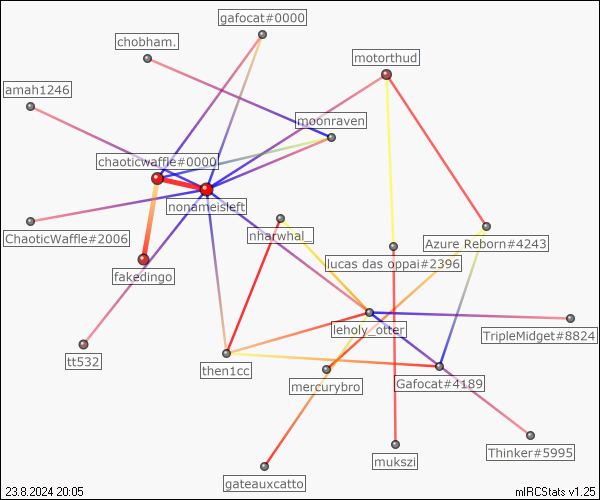 gafocat#0000
chobham.
motorthud
amah1246
moonraven
chaoticwaffle#0000
nonameisleft
ChaoticWaffle#2006
nharwhal_
Azure Reborn#4243
lucas das oppai#2396
fakedingo
leholy_otter
TripleMidget#8824
tt532
then1cc
mercurybro
Gafocat#4189
Thinker#5995
mukszi
gateauxcatto
23.8.2024 20:05
mIRCStats v1.25